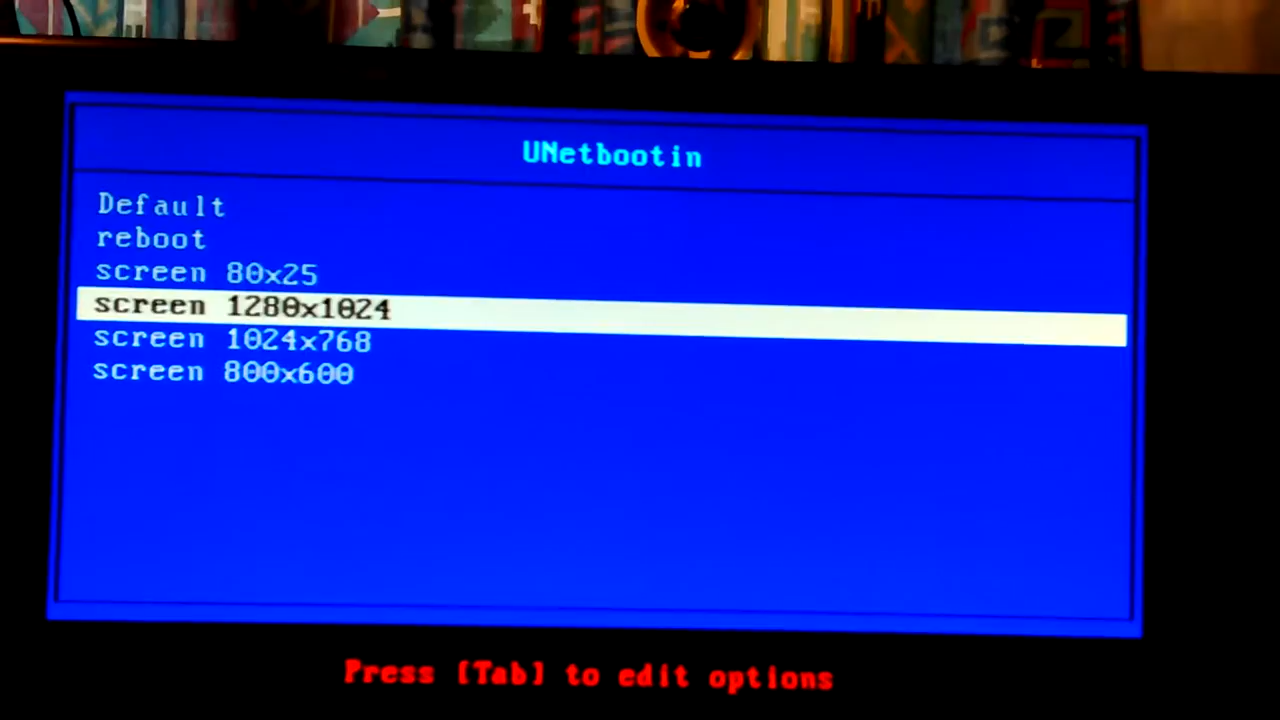 UNetbootin
Default
reboot
screen 80x25
screen 1280x1024
screen 1024x768
screen 800x600
Press [Tab] to edit options